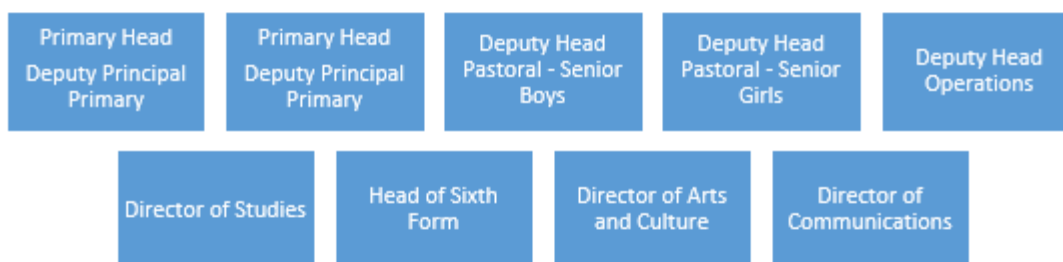 Primary Head
Deputy Principal
Primary
Primary Head
Deputy Principal
Primary
Deputy Head
Pastoral - Senior
Boys
Deputy Head
Pastoral - Senior
Girls
Deputy Head
Operations
Director of Studies
Head of Sixth
Form
Director of Arts
and Culture
Director of
Communications